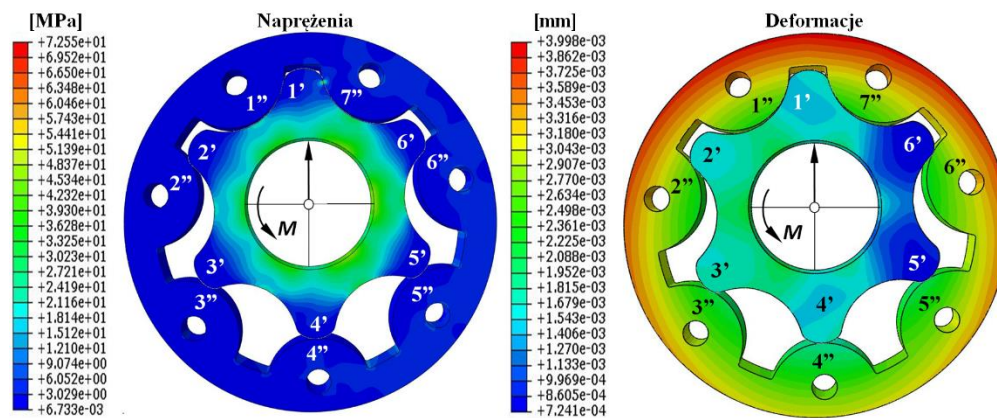 [MPa]
Naprężenia
+7.255e+01
+6.952e+01
+6.650e+01
+6.348e+01
+6.046e+01
+5.743e+01
+5.441e+01
+5.139e+01
+4.837e+01
+4.534e+01
+4.232e+01
+3.930e+01
+3.628e+01
+3.325e+01
+3.023e+01
+2.721e+01
+2.419e+01
+2.116e+01
+1.814e+01
+1.512e+01
+1.210e+01
+9.074e+00
+6.052e+00
+3.029e+00
+6.733e-03
1”
1’
7”
2’
6’
2”
6”
M
3’
5’
3”
5”
4’
4”
[mm]
Deformacje
+3.998e-03
+3.862e-03
+3.725e-03
+3.589e-03
+3.453e-03
+3.316e-03
+3.180e-03
+3.043e-03
+2.907e-03
+2.770e-03
+2.634e-03
+2.498e-03
+2.361e-03
+2.225e-03
+2.088e-03
+1.952e-03
+1.815e-03
+1.679e-03
+1.543e-03
+1.406e-03
+1.270e-03
+1.133e-03
+9.969e-04
+8.605e-04
+7.241e-04
1”
1’
7”
2’
6’
2”
6”
M
3’
5’
3”
5”
4’
4”